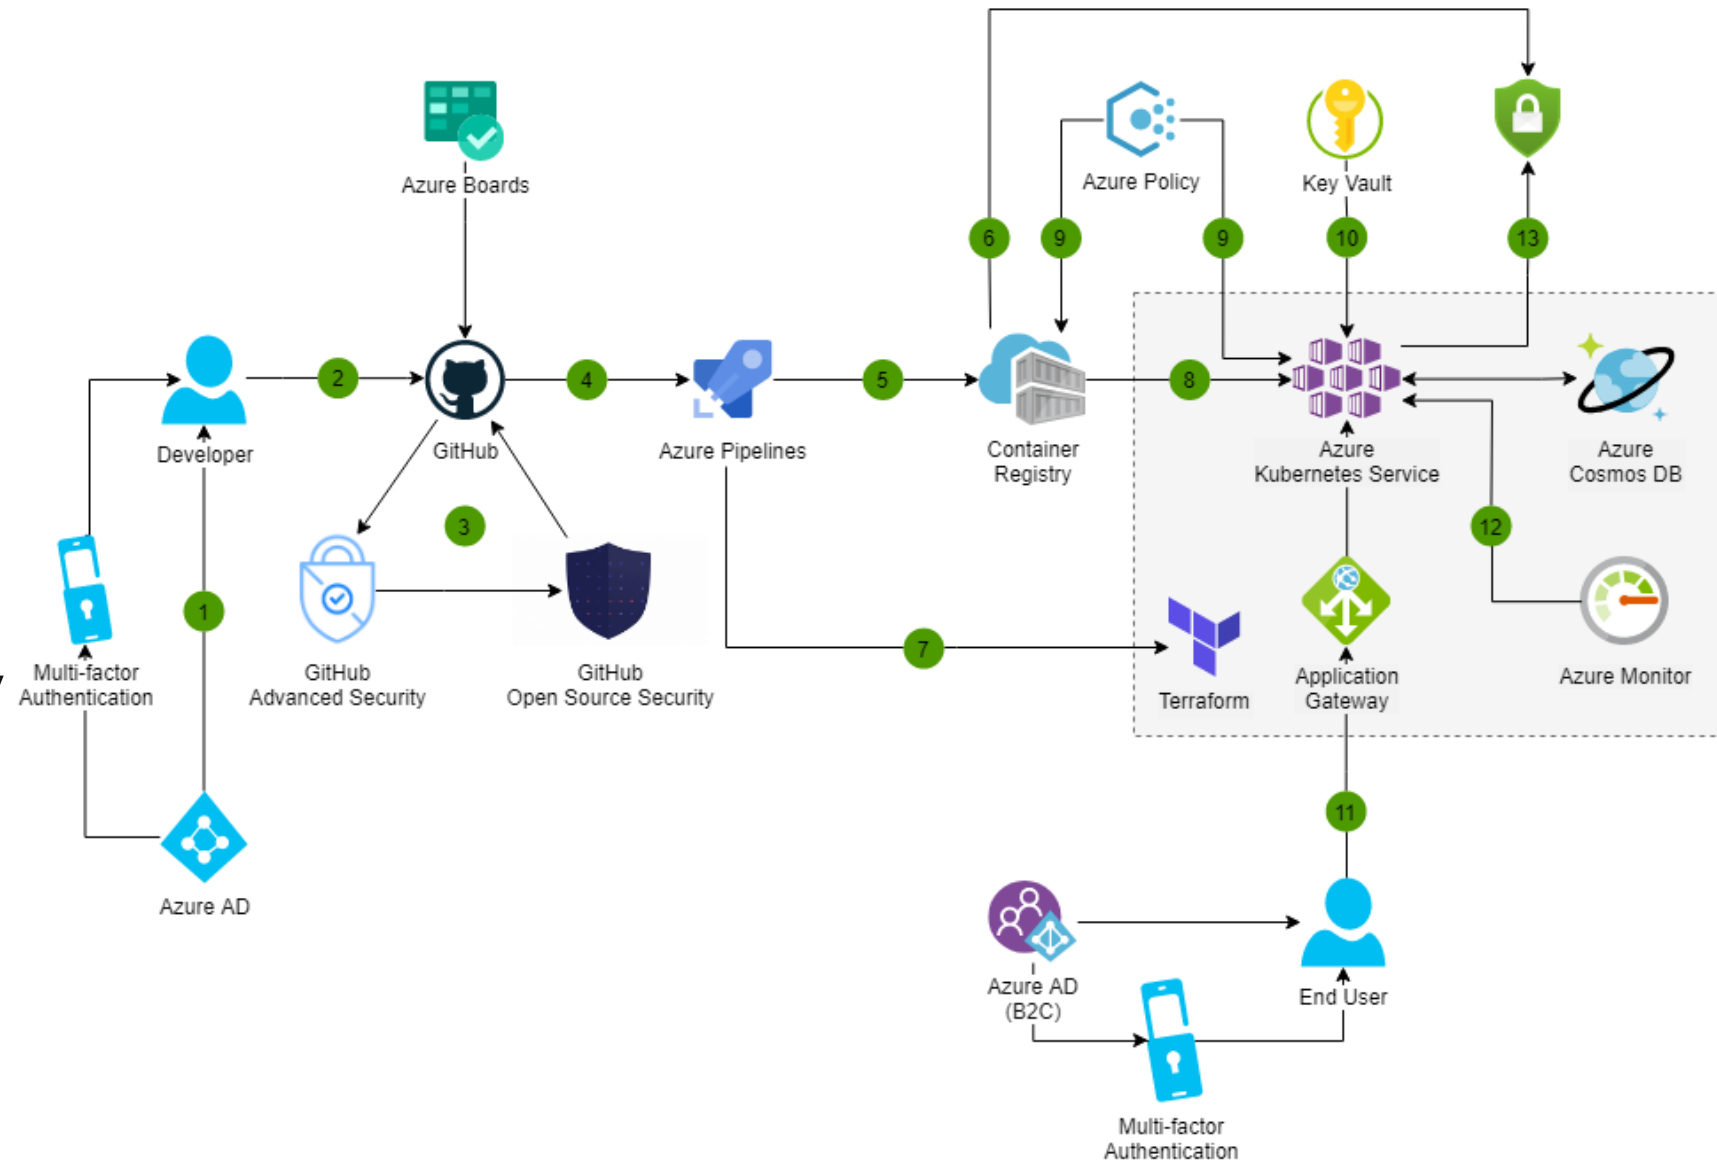 6
9
9
10
13
Azure Boards
Azure Policy
Key Vault
2
4
5
8
Developer
GitHub
Azure Pipelines
Container
Registry
Azure
Kubernetes Service
Azure
Cosmos DB
3
12
1
7
Multi-factor
Authentication
GitHub
Advanced Security
GitHub
Open Source Security
Terraform
Application
Gateway
Azure Monitor
11
Azure AD
Azure AD
(B2C)
End User
Multi-factor
Authentication